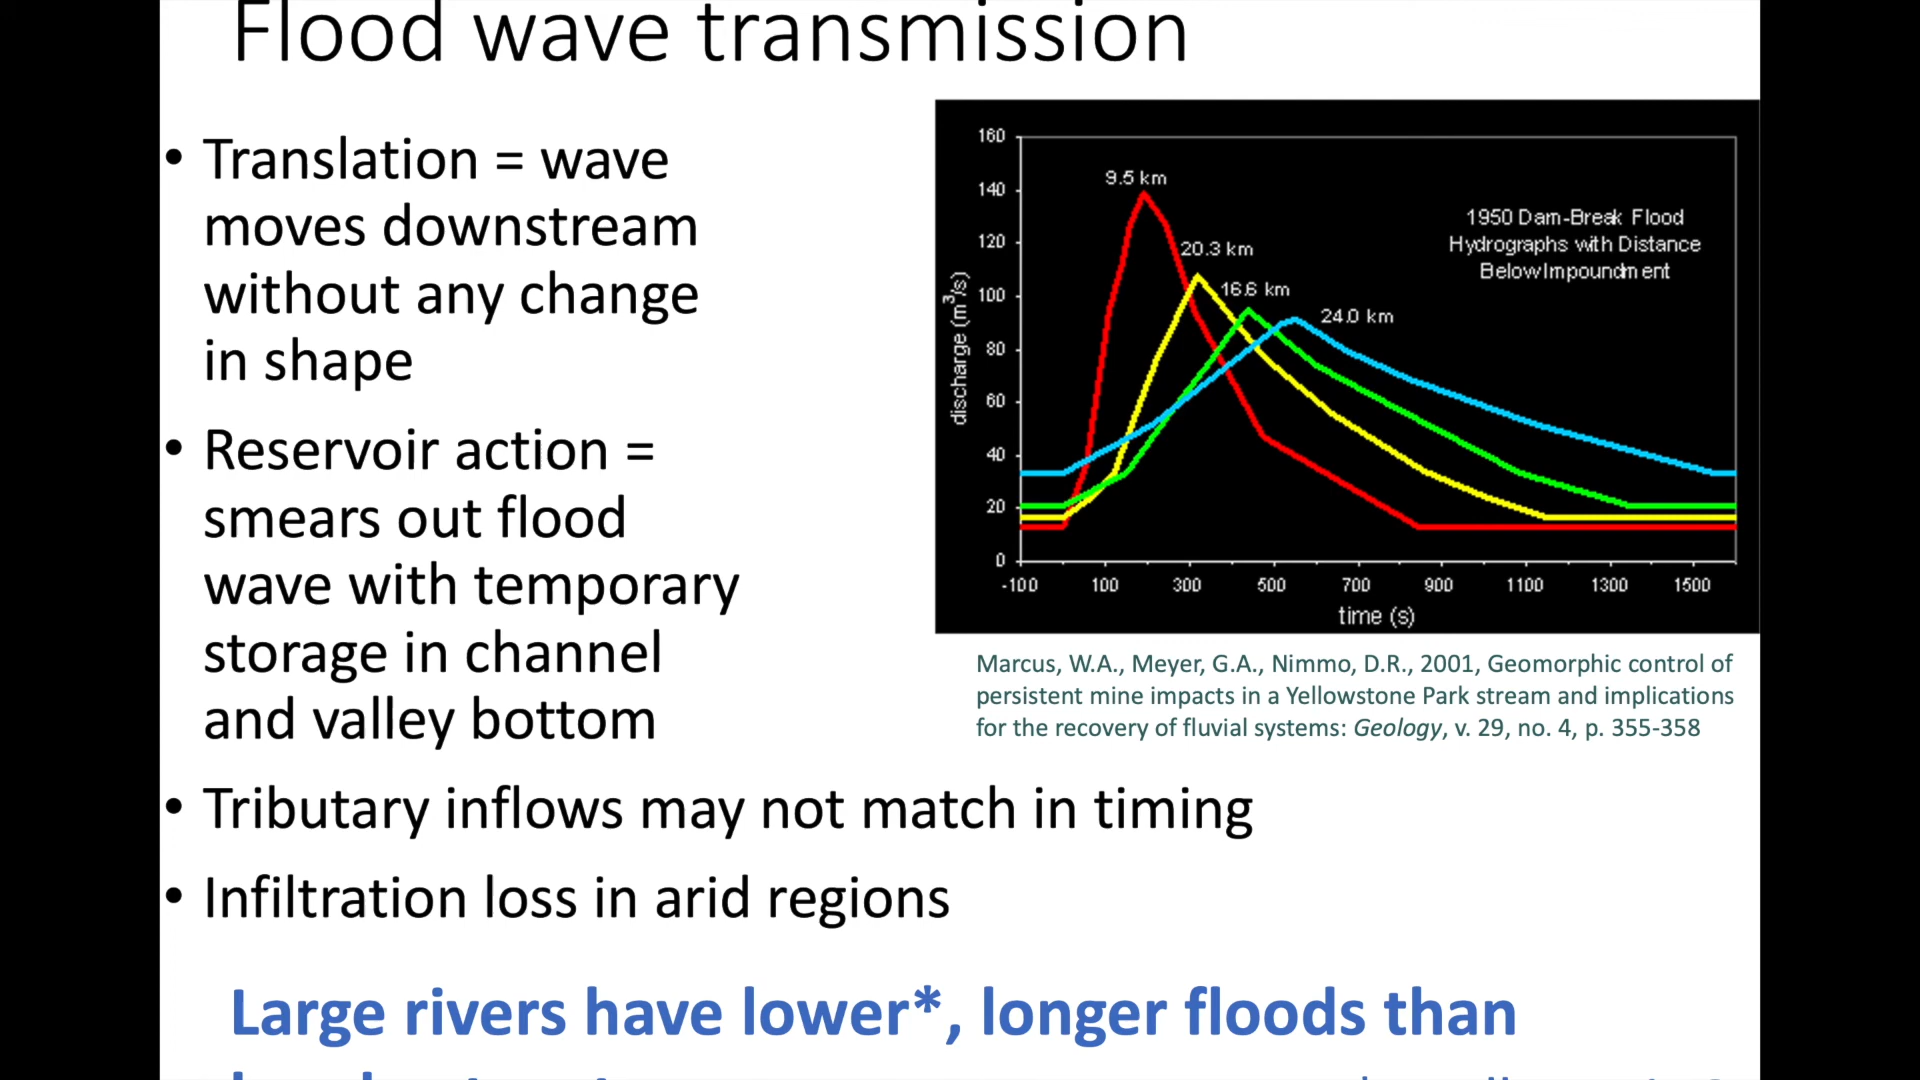 Flood wave transmission
• Translation = wave
moves downstream
without any change
in shape
• Reservoir action =
smears out flood
wave with temporary
storage in channel
and valley bottom
• Tributary inflows may not match in timing
• Infiltration loss in arid regions
Large rivers have lower*, longer floods than
160
140
120
100
80
60
40
20
0
discharge (m³/s)
9.5 km
20.3 km
16.6 km
24.0 km
1950 Dam-Break Flood
Hydrographs with Distance
Below Impoundment
-100 100 300 500 700 900 1100 1300 1500
time (s)
Marcus, W.A., Meyer, G.A., Nimmo, D.R., 2001, Geomorphic control of
persistent mine impacts in a Yellowstone Park stream and implications
for the recovery of fluvial systems: Geology, v. 29, no. 4, p. 355-358